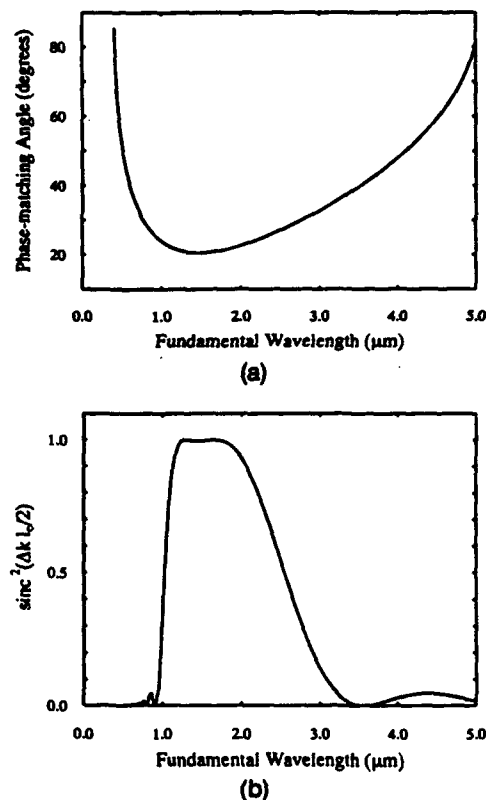 80
60
40
20
Phase-matching Angle (degrees)
0.0 1.0 2.0 3.0 4.0 5.0
Fundamental Wavelength (μm)
(a)
1.0
0.5
0.0
sinc ²(Δk l₀/2)
0.0 1.0 2.0 3.0 4.0 5.0
Fundamental Wavelength (μm)
(b)